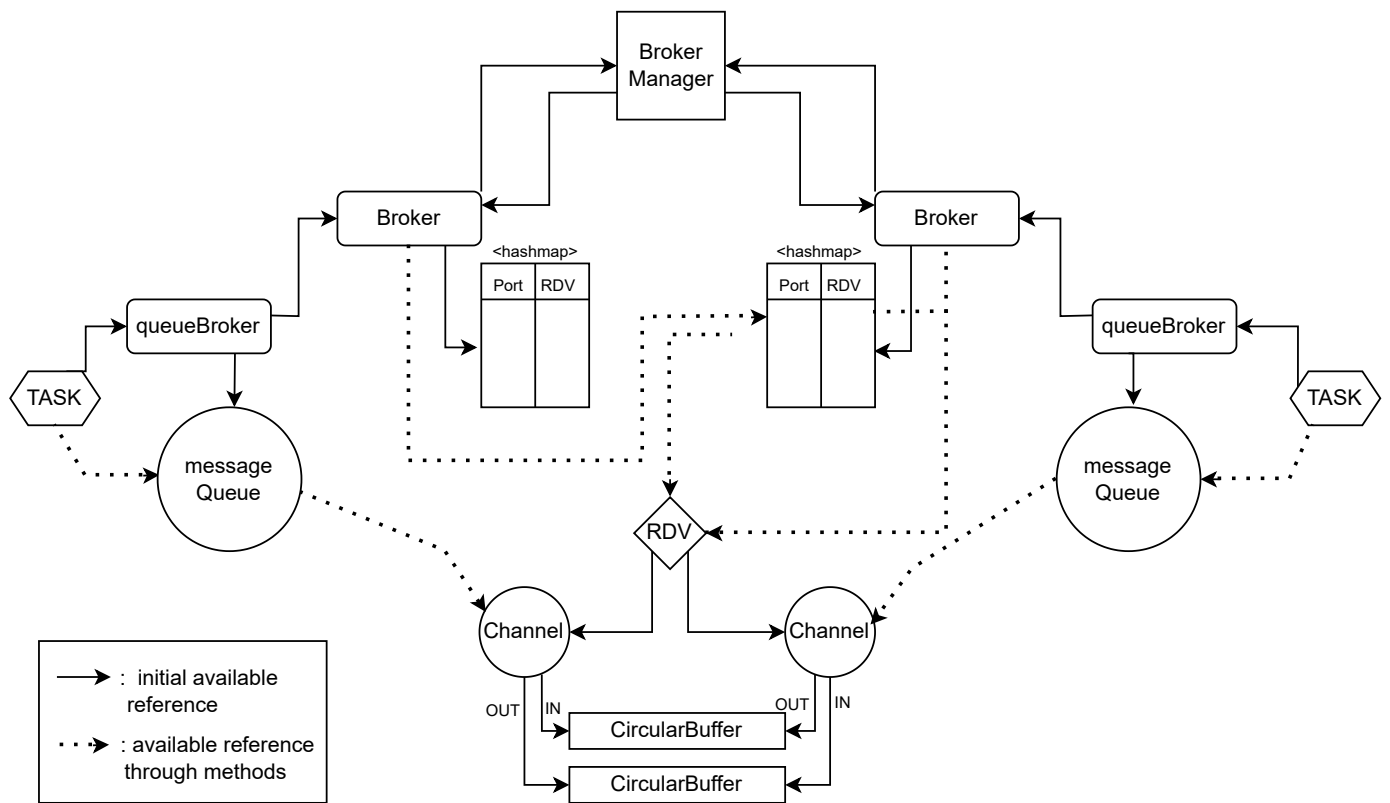 Broker
Manager
Broker
Broker
<hashmap>
<hashmap>
Port
RDV
Port
RDV
queueBroker
queueBroker
TASK
TASK
message
Queue
message
Queue
RDV
Channel
Channel
: initial available
reference
OUT
IN
OUT
IN
CircularBuffer
: available reference
through methods
CircularBuffer